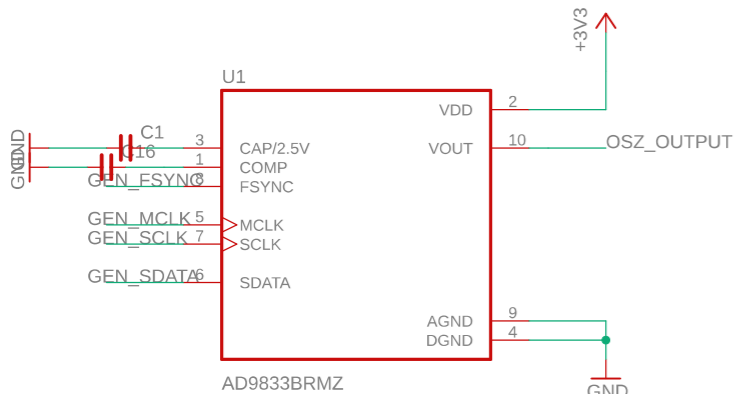 +3V3
U1
VDD 2
GND C1 3 CAP/2.5V VOUT 10 OSZ_OUTPUT
GND C16 1 COMP
GEN_FSYNC 8 FSYNC
GEN_MCLK 5 MCLK
GEN_SCLK 7 SCLK
GEN_SDATA 6 SDATA
AGND 9
DGND 4
AD9833BRMZ
GND